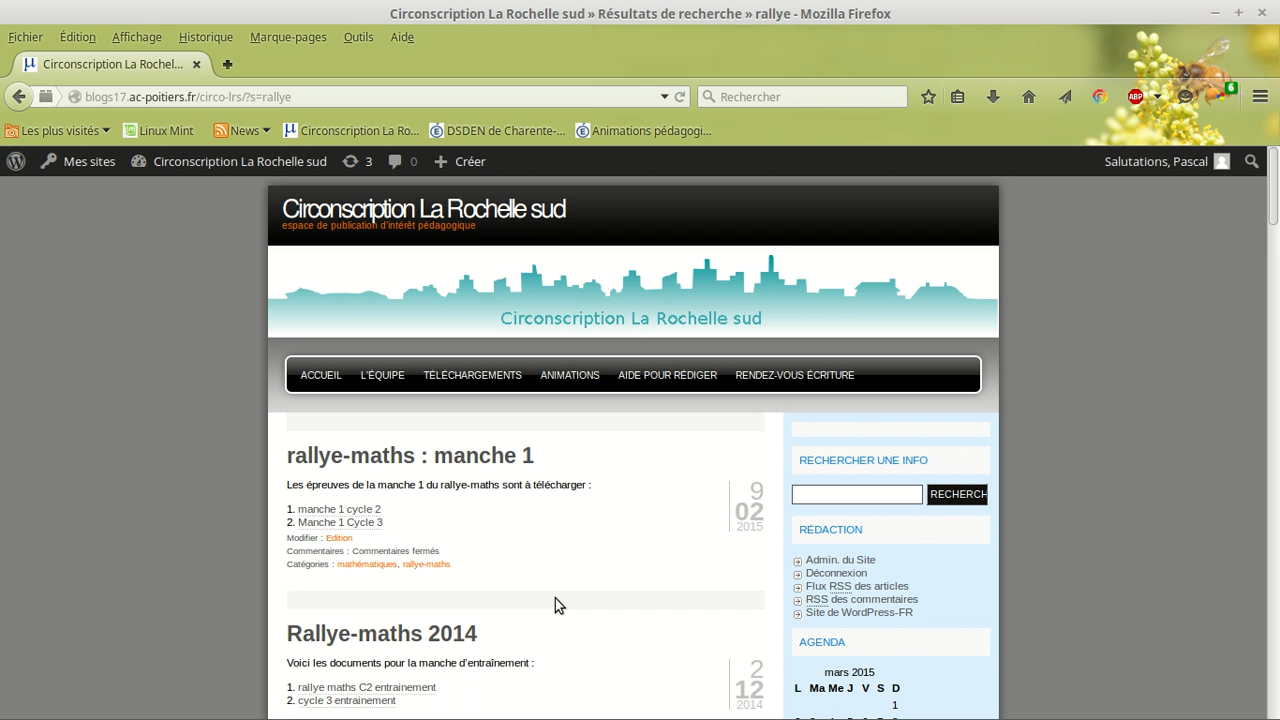 Circonscription La Rochelle sud » Résultats de recherche » rallye - Mozilla Firefox
Fichier Édition Affichage Historique Marque-pages Outils Aide
Circonscription La Rochel...
blogs17.ac-poitiers.fr/circo-lrs/?s=rallye
Rechercher
ABP
6
Les plus visités Linux Mint News Circonscription La Ro... DSDEN de Charente-... Animations pédagogi...
Mes sites Circonscription La Rochelle sud 3 0 Créer Salutations, Pascal
Circonscription La Rochelle sud
espace de publication d'intérêt pédagogique
Circonscription La Rochelle sud
ACCUEIL L'ÉQUIPE TÉLÉCHARGEMENTS ANIMATIONS AIDE POUR RÉDIGER RENDEZ-VOUS ÉCRITURE
rallye-maths : manche 1
Les épreuves de la manche 1 du rallye-maths sont à télécharger :
9
02
2015
1. manche 1 cycle 2
2. Manche 1 Cycle 3
Modifier : Edition
Commentaires : Commentaires fermés
Catégories : mathématiques, rallye-maths
Rallye-maths 2014
Voici les documents pour la manche d'entraînement :
2
12
2014
1. rallye maths C2 entrainement
2. cycle 3 entrainement
RECHERCHER UNE INFO
RECHERCH
RÉDACTION
Admin. du Site
Déconnexion
Flux RSS des articles
RSS des commentaires
Site de WordPress-FR
AGENDA
mars 2015
L Ma Me J V S D
1